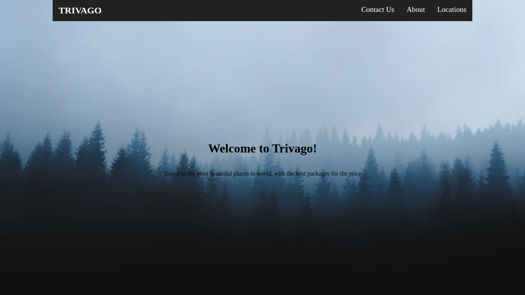 TRIVAGO
Contact Us About Locations
Welcome to Trivago!
Travel to the most beautiful places in world, with the best packages for the price.